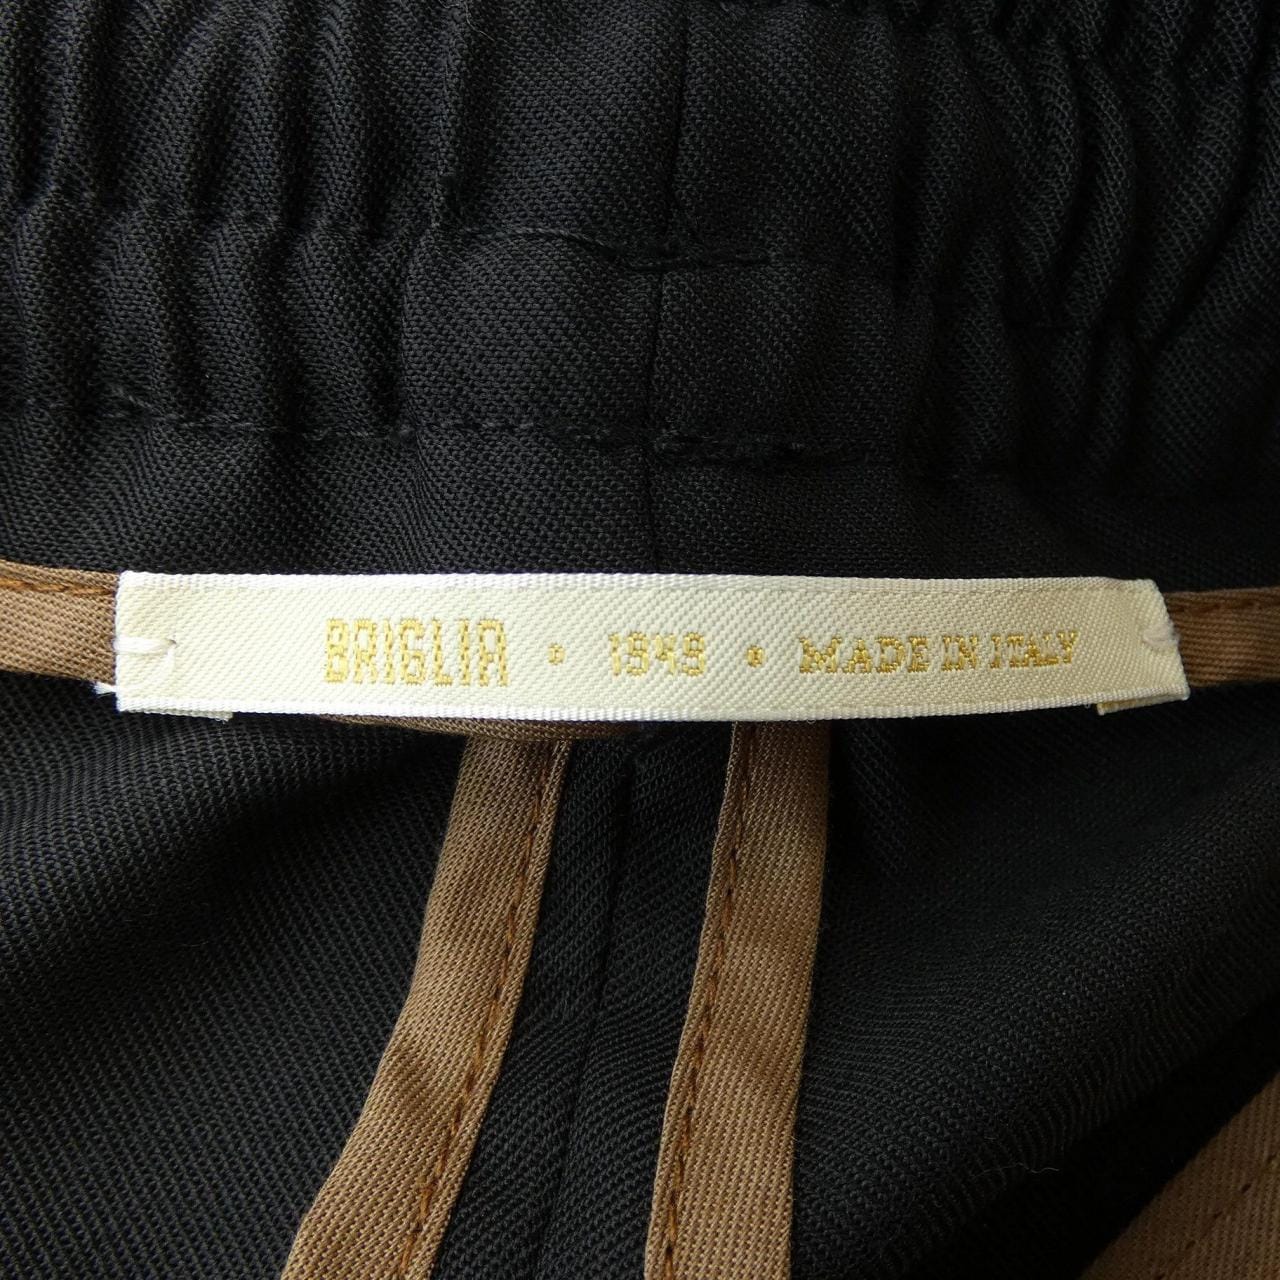 BRIGLIA • 1949 • MADE IN ITALY